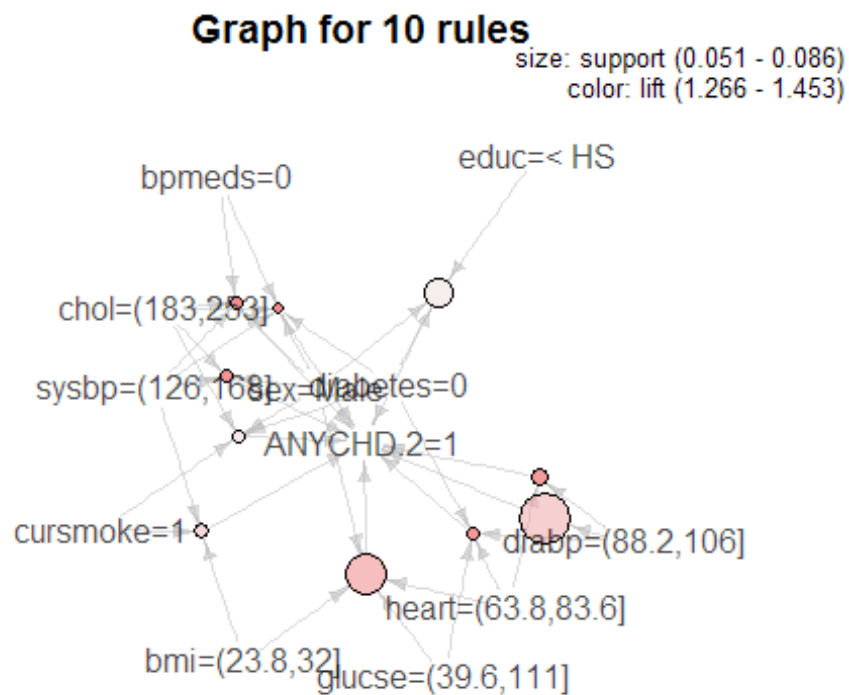 Graph for 10 rules
size: support (0.051 - 0.086)
color: lift (1.266 - 1.453)
educ=< HS
bpmeds=0
chol=(183,253]
sysbp=(126,168]
sex=Male
diabetes=0
ANYCHD.2=1
cursmoke=1
diabp=(88.2,106]
heart=(63.8,83.6]
bmi=(23.8,32]
glucse=(39.6,111]